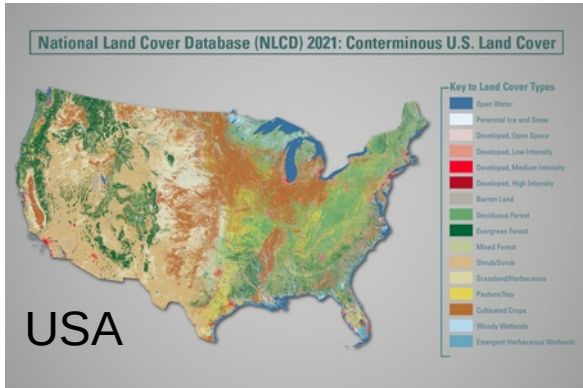 National Land Cover Database (NLCD) 2021: Conterminous U.S. Land Cover
Key to Land Cover Types
Open Water
Perennial Ice and Snow
Developed, Open Space
Developed, Low Intensity
Developed, Medium Intensity
Developed, High Intensity
Barren Land
Deciduous Forest
Evergreen Forest
Mixed Forest
Shrub/Scrub
Grassland/Herbaceous
Pasture/Hay
Cultivated Crops
Woody Wetlands
Emergent Herbaceous Wetlands
USA